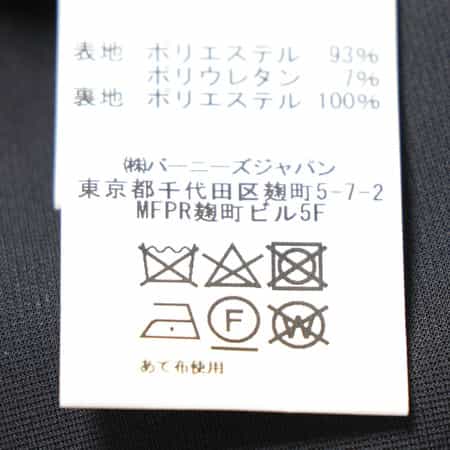 表地 ポリエステル 93%
ポリウレタン 7%
裏地 ポリエステル 100%
㈱バーニーズジャパン
東京都千代田区麹町5-7-2
MFPR麹町ビル5F
F W
あて布使用